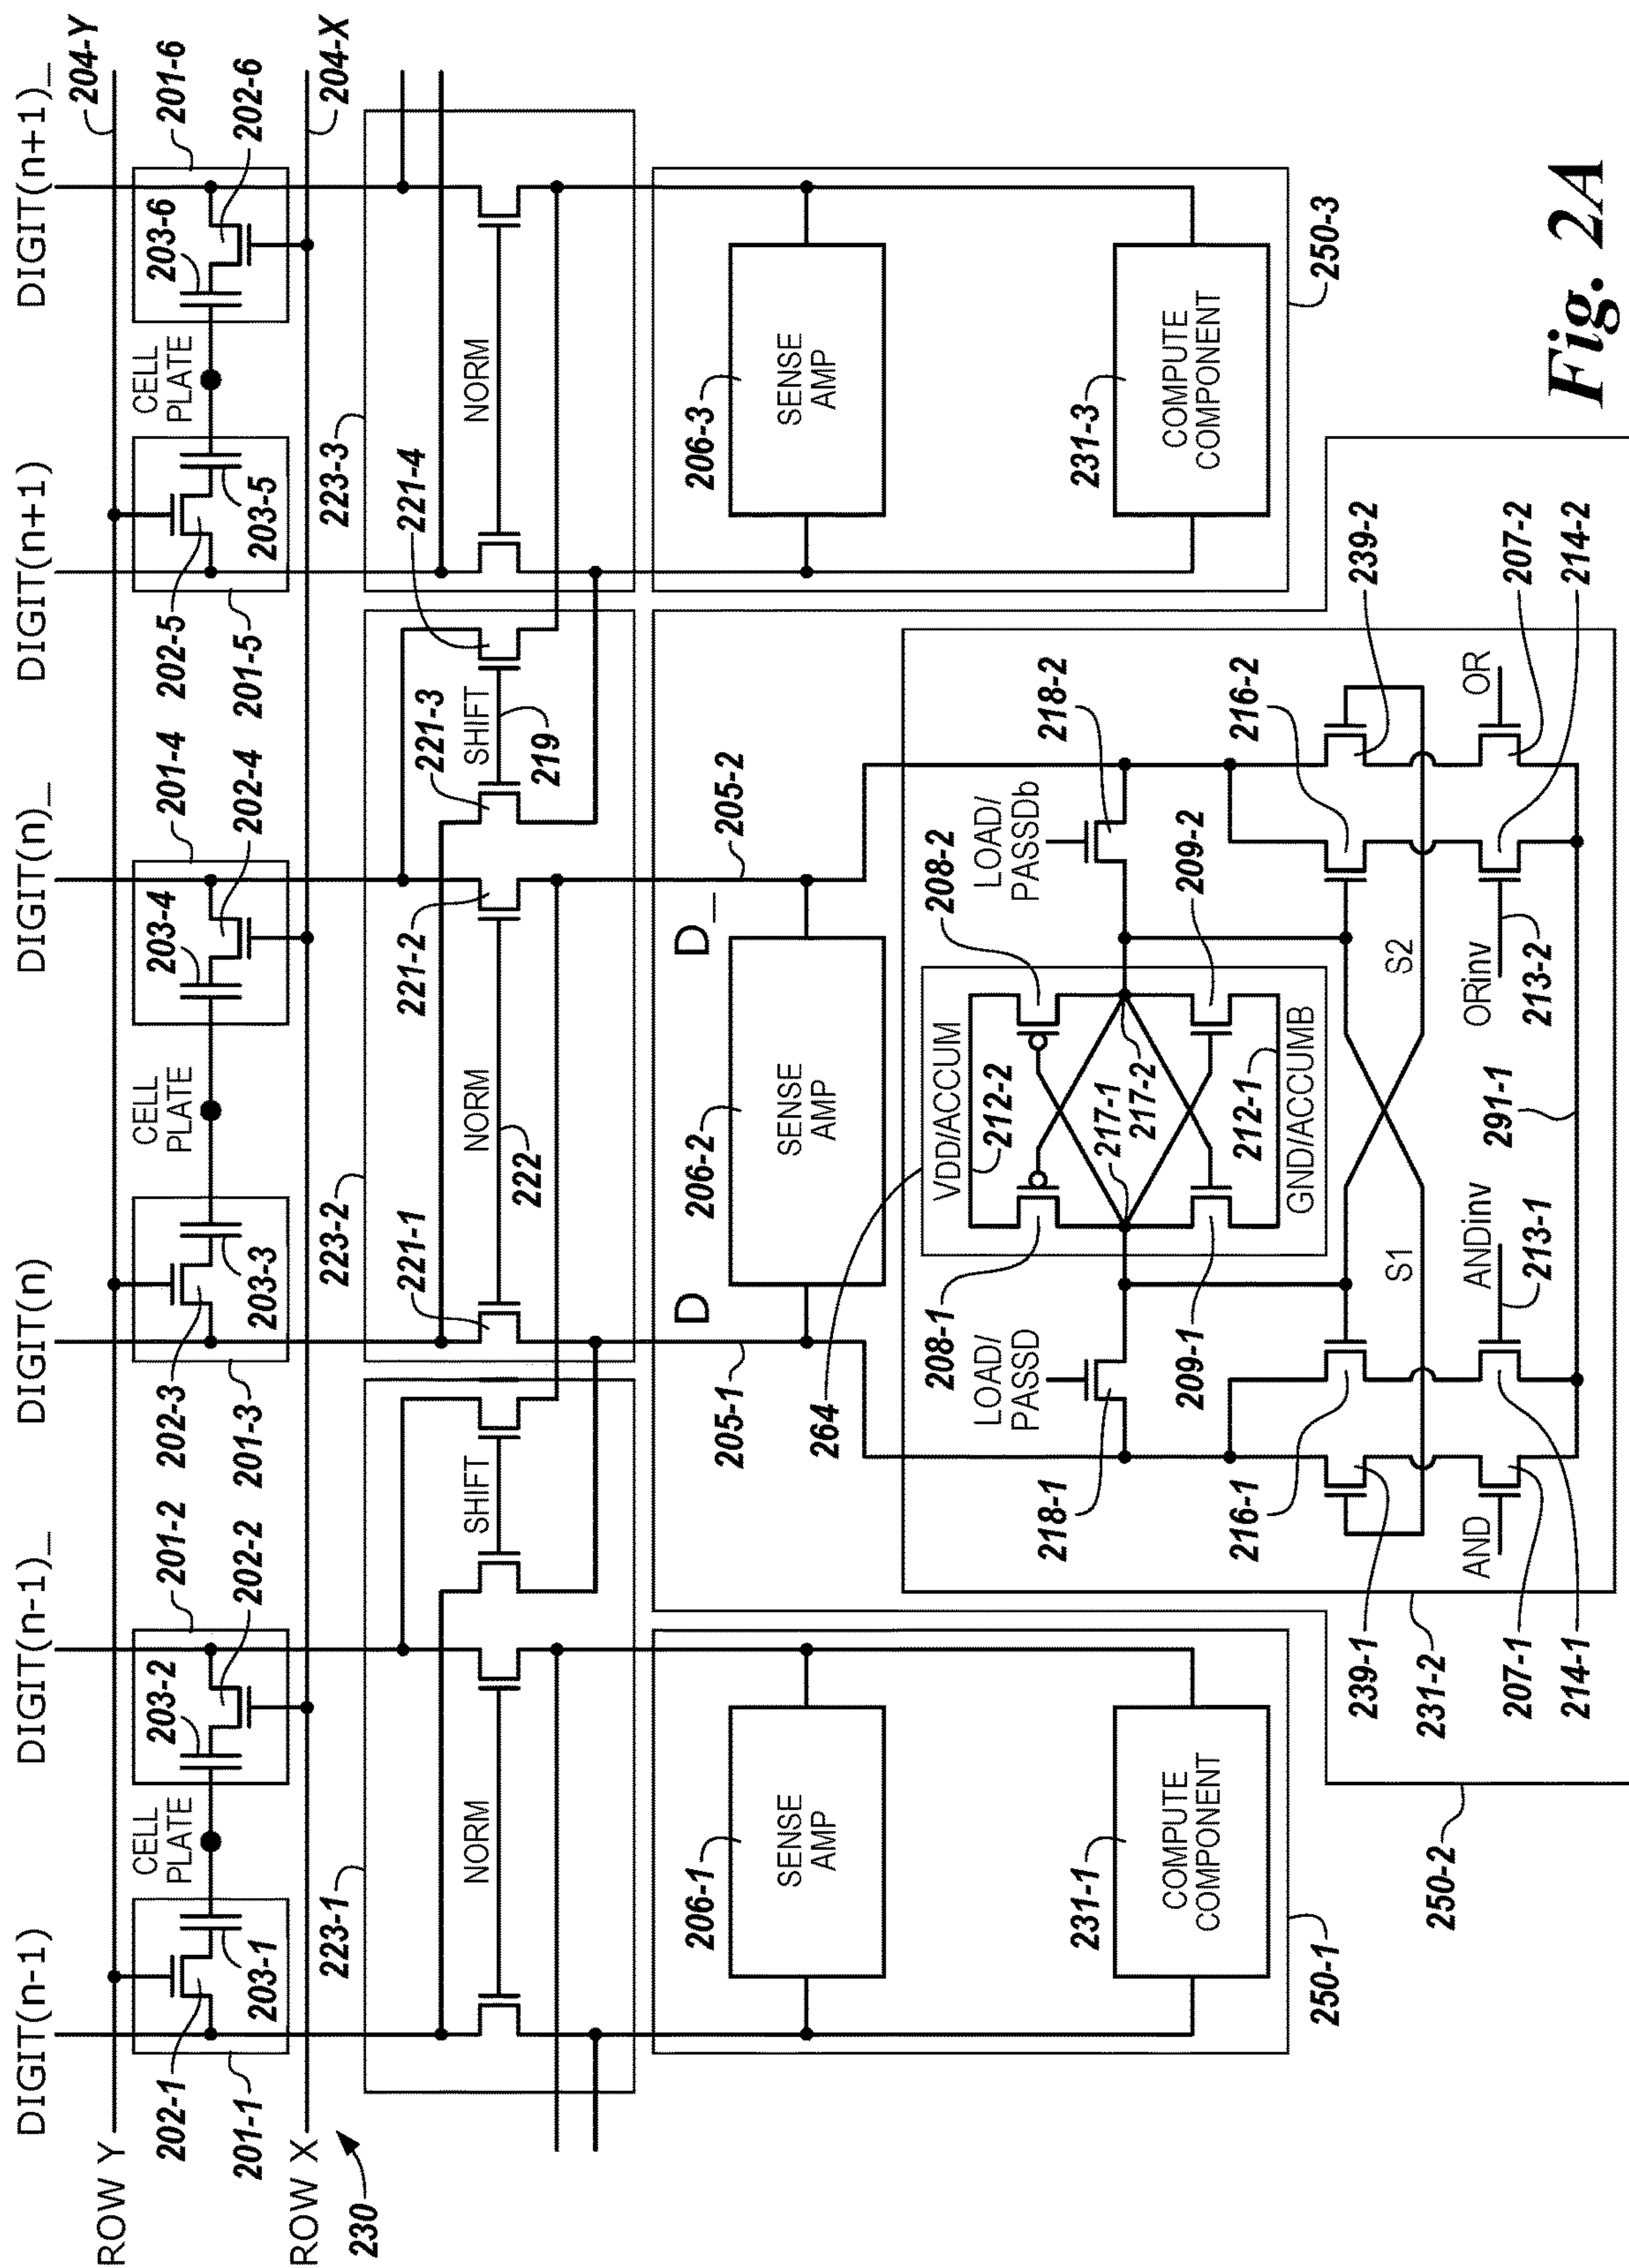 DIGIT(n-1)
DIGIT(n-1)_
DIGIT(n)
DIGIT(n)_
DIGIT(n+1)
DIGIT(n+1)_
ROW Y
204-Y
202-1
203-1
201-1
CELL
PLATE
203-2
201-2
202-2
202-3
203-3
201-3
CELL
PLATE
203-4
201-4
202-4
202-5
203-5
201-5
CELL
PLATE
203-6
201-6
202-6
ROW X
204-X
230
223-1
223-2
223-3
NORM
SHIFT
221-1
NORM
222
221-2
221-3
SHIFT
219
221-4
NORM
205-1
D
D_
205-2
206-1
SENSE
AMP
206-2
SENSE
AMP
206-3
SENSE
AMP
231-1
COMPUTE
COMPONENT
250-1
231-3
COMPUTE
COMPONENT
250-3
264
208-1
VDD/ACCUM
212-2
208-2
LOAD/
PASSD
218-1
LOAD/
PASSDb
218-2
217-1
217-2
209-1
209-2
212-1
GND/ACCUMB
216-1
216-2
239-1
S1
S2
239-2
231-2
AND
207-1
214-1
ANDinv
213-1
291-1
ORinv
213-2
OR
207-2
214-2
250-2
Fig. 2A